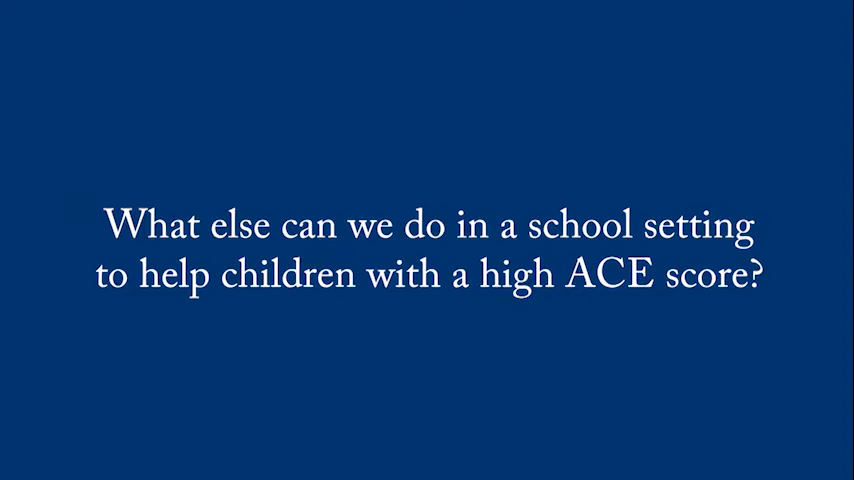 What else can we do in a school setting
to help children with a high ACE score?